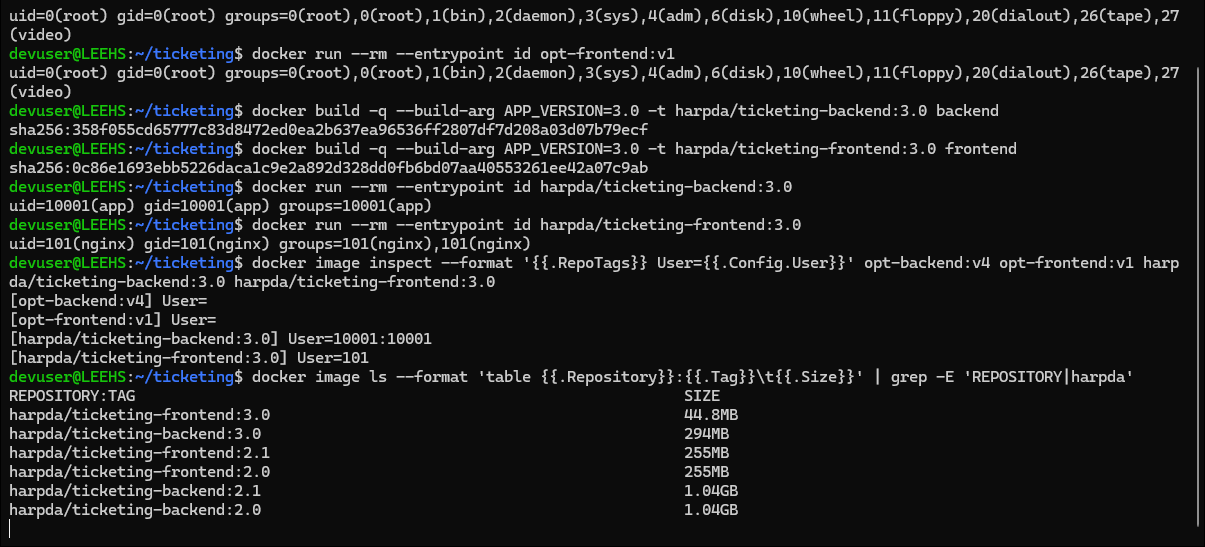 uid=0(root) gid=0(root) groups=0(root),0(root),1(bin),2(daemon),3(sys),4(adm),6(disk),10(wheel),11(floppy),20(dialout),26(tape),27
(video)
devuser@LEEHS:~/ticketing$ docker run --rm --entrypoint id opt-frontend:v1
uid=0(root) gid=0(root) groups=0(root),0(root),1(bin),2(daemon),3(sys),4(adm),6(disk),10(wheel),11(floppy),20(dialout),26(tape),27
(video)
devuser@LEEHS:~/ticketing$ docker build -q --build-arg APP_VERSION=3.0 -t harpda/ticketing-backend:3.0 backend
sha256:358f055cd65777c83d8472ed0ea2b637ea96536ff2807df7d208a03d07b79ecf
devuser@LEEHS:~/ticketing$ docker build -q --build-arg APP_VERSION=3.0 -t harpda/ticketing-frontend:3.0 frontend
sha256:0c86e1693ebb5226daca1c9e2a892d328dd0fb6bd07aa40553261ee42a07c9ab
devuser@LEEHS:~/ticketing$ docker run --rm --entrypoint id harpda/ticketing-backend:3.0
uid=10001(app) gid=10001(app) groups=10001(app)
devuser@LEEHS:~/ticketing$ docker run --rm --entrypoint id harpda/ticketing-frontend:3.0
uid=101(nginx) gid=101(nginx) groups=101(nginx),101(nginx)
devuser@LEEHS:~/ticketing$ docker image inspect --format '{{.RepoTags}} User={{.Config.User}}' opt-backend:v4 opt-frontend:v1 harp
da/ticketing-backend:3.0 harpda/ticketing-frontend:3.0
[opt-backend:v4] User=
[opt-frontend:v1] User=
[harpda/ticketing-backend:3.0] User=10001:10001
[harpda/ticketing-frontend:3.0] User=101
devuser@LEEHS:~/ticketing$ docker image ls --format 'table {{.Repository}}:{{.Tag}}\t{{.Size}}' | grep -E 'REPOSITORY|harpda'
REPOSITORY:TAG SIZE
harpda/ticketing-frontend:3.0 44.8MB
harpda/ticketing-backend:3.0 294MB
harpda/ticketing-frontend:2.1 255MB
harpda/ticketing-frontend:2.0 255MB
harpda/ticketing-backend:2.1 1.04GB
harpda/ticketing-backend:2.0 1.04GB